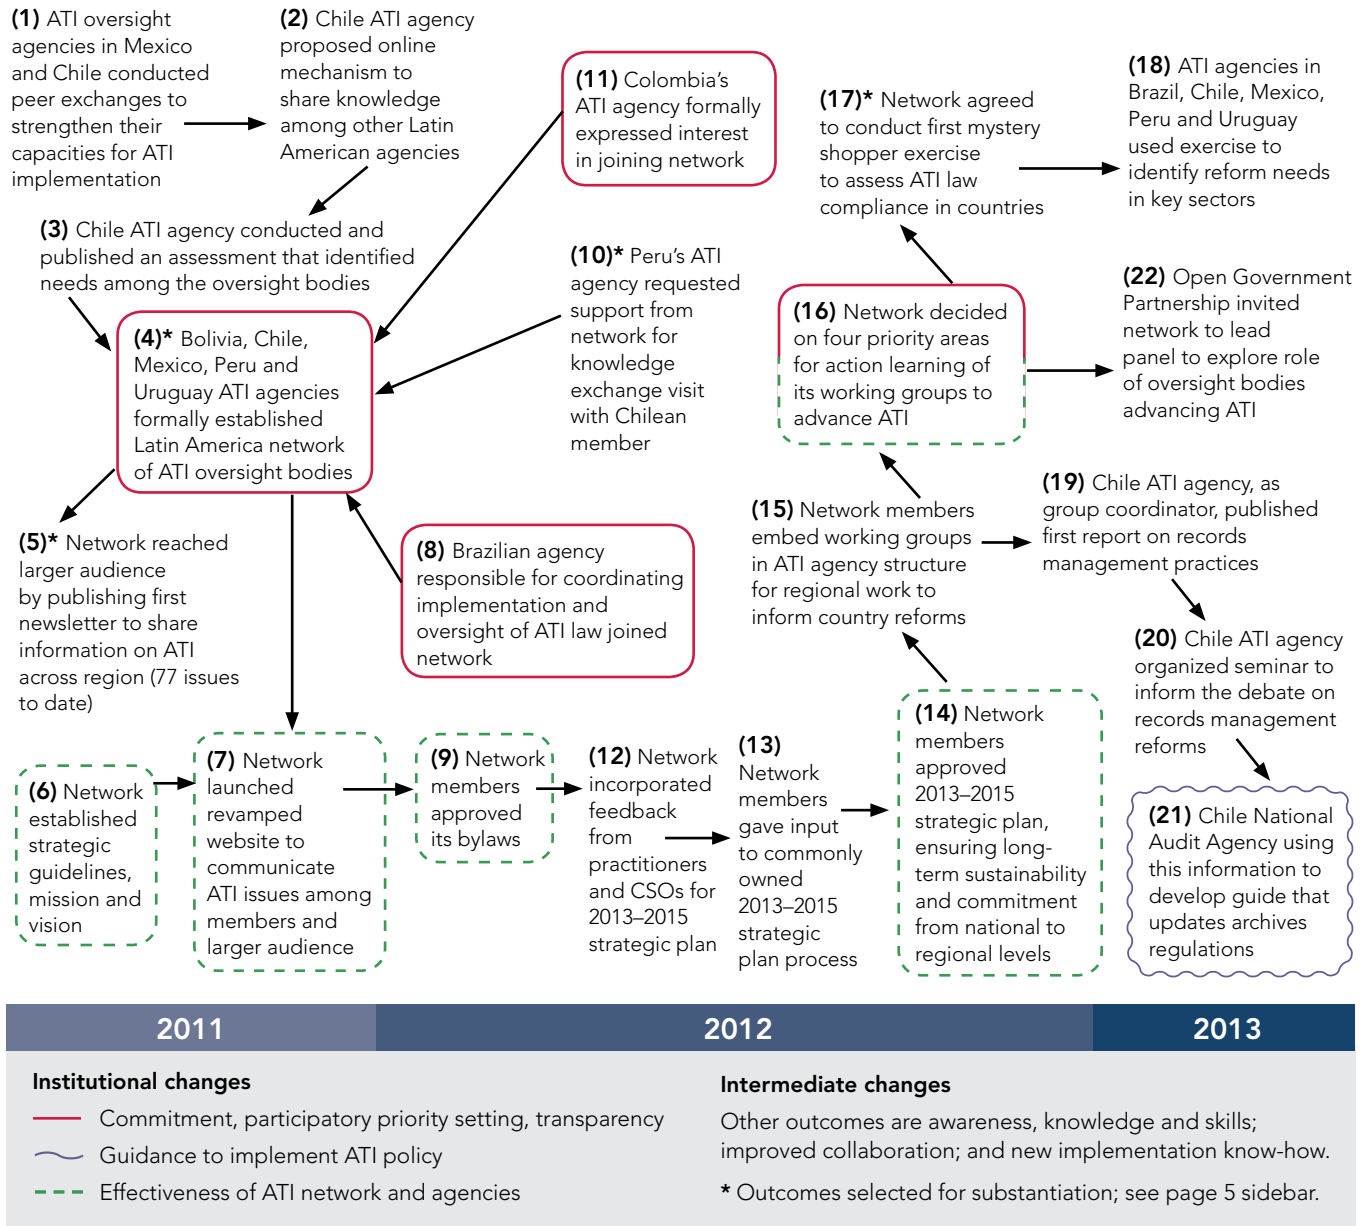 (1) ATI oversight
agencies in Mexico
and Chile conducted
peer exchanges to
strengthen their
capacities for ATI
implementation
(2) Chile ATI agency
proposed online
mechanism to
share knowledge
among other Latin
American agencies
(3) Chile ATI agency conducted and
published an assessment that identified
needs among the oversight bodies
(4)* Bolivia, Chile,
Mexico, Peru and
Uruguay ATI agencies
formally established
Latin America network
of ATI oversight bodies
(5)* Network reached
larger audience
by publishing first
newsletter to share
information on ATI
across region (77 issues
to date)
(6) Network
established
strategic
guidelines,
mission and
vision
(7) Network
launched
revamped
website to
communicate
ATI issues among
members and
larger audience
(8) Brazilian agency
responsible for coordinating
implementation and
oversight of ATI law joined
network
(9) Network
members
approved
its bylaws
(10)* Peru's ATI
agency requested
support from
network for
knowledge
exchange visit
with Chilean
member
(11) Colombia's
ATI agency formally
expressed interest
in joining network
(12) Network
incorporated
feedback
from
practitioners
and CSOs for
2013–2015
strategic plan
(13)
Network
members
gave input
to commonly
owned
2013–2015
strategic
plan process
(14) Network
members
approved
2013–2015
strategic plan,
ensuring long-
term sustainability
and commitment
from national to
regional levels
(15) Network members
embed working groups
in ATI agency structure
for regional work to
inform country reforms
(16) Network decided
on four priority areas
for action learning of
its working groups to
advance ATI
(17)* Network agreed
to conduct first mystery
shopper exercise
to assess ATI law
compliance in countries
(18) ATI agencies in
Brazil, Chile, Mexico,
Peru and Uruguay
used exercise to
identify reform needs
in key sectors
(22) Open Government
Partnership invited
network to lead
panel to explore role
of oversight bodies
advancing ATI
(19) Chile ATI agency, as
group coordinator, published
first report on records
management practices
(20) Chile ATI agency
organized seminar to
inform the debate on
records management
reforms
(21) Chile National
Audit Agency using
this information to
develop guide that
updates archives
regulations
2011
2012
2013
Institutional changes
Commitment, participatory priority setting, transparency
Guidance to implement ATI policy
Effectiveness of ATI network and agencies
Intermediate changes
Other outcomes are awareness, knowledge and skills;
improved collaboration; and new implementation know-how.
* Outcomes selected for substantiation; see page 5 sidebar.